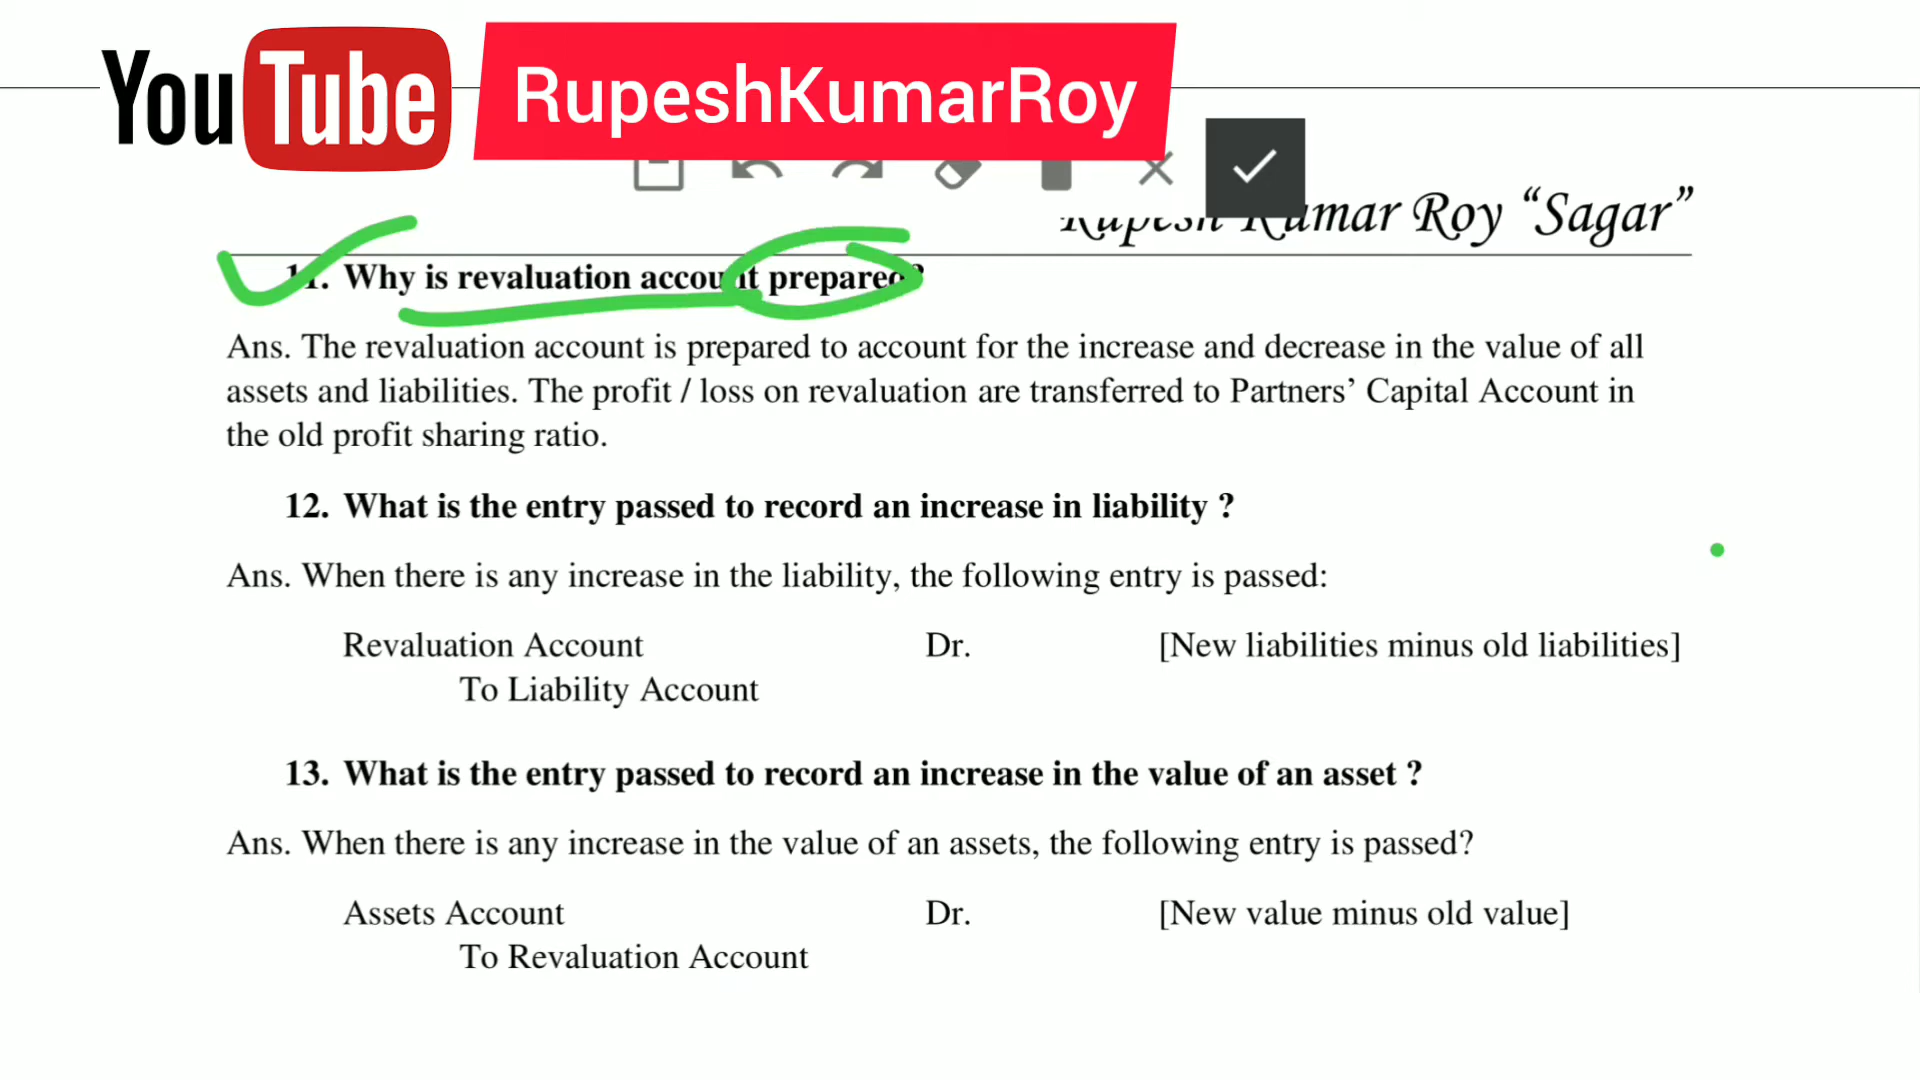 YouTube
RupeshKumarRoy
Rupesh Kumar Roy “Sagar”
11. Why is revaluation account prepared?
Ans. The revaluation account is prepared to account for the increase and decrease in the value of all
assets and liabilities. The profit / loss on revaluation are transferred to Partners’ Capital Account in
the old profit sharing ratio.
12. What is the entry passed to record an increase in liability ?
Ans. When there is any increase in the liability, the following entry is passed:
Revaluation Account Dr. [New liabilities minus old liabilities]
To Liability Account
13. What is the entry passed to record an increase in the value of an asset ?
Ans. When there is any increase in the value of an assets, the following entry is passed?
Assets Account Dr. [New value minus old value]
To Revaluation Account